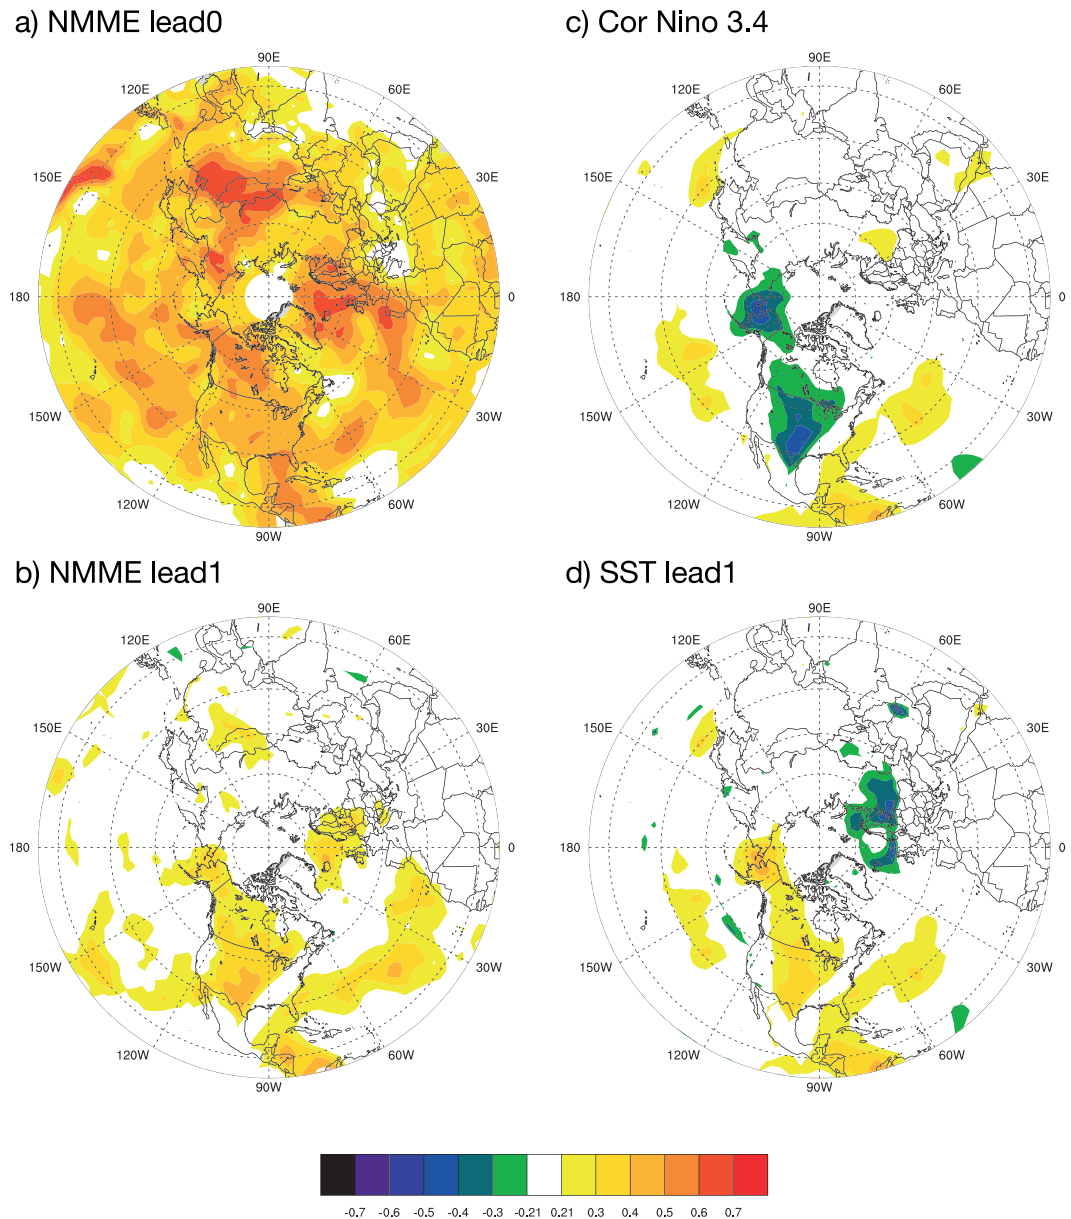 a) NMME lead0
c) Cor Nino 3.4
90E
120E
60E
150E
30E
180
0
150W
30W
120W
60W
90W
90E
120E
60E
150E
30E
180
0
150W
30W
120W
60W
90W
b) NMME lead1
d) SST lead1
90E
120E
60E
150E
30E
180
0
150W
30W
120W
60W
90W
90E
120E
60E
150E
30E
180
0
150W
30W
120W
60W
90W
-0.7 -0.6 -0.5 -0.4 -0.3 -0.21 0.21 0.3 0.4 0.5 0.6 0.7